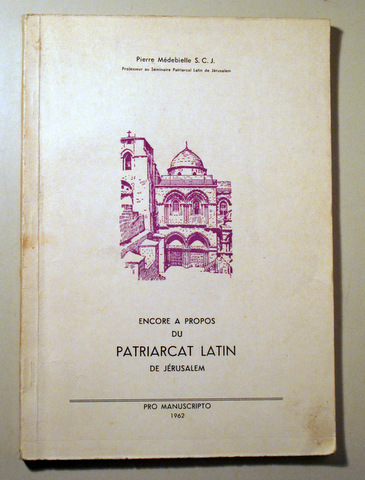 Pierre Médebielle S. C. J.
Professeur au Séminaire Patriarcal Latin de Jérusalem
ENCORE A PROPOS
DU
PATRIARCAT LATIN
DE JÉRUSALEM
PRO MANUSCRIPTO
1962